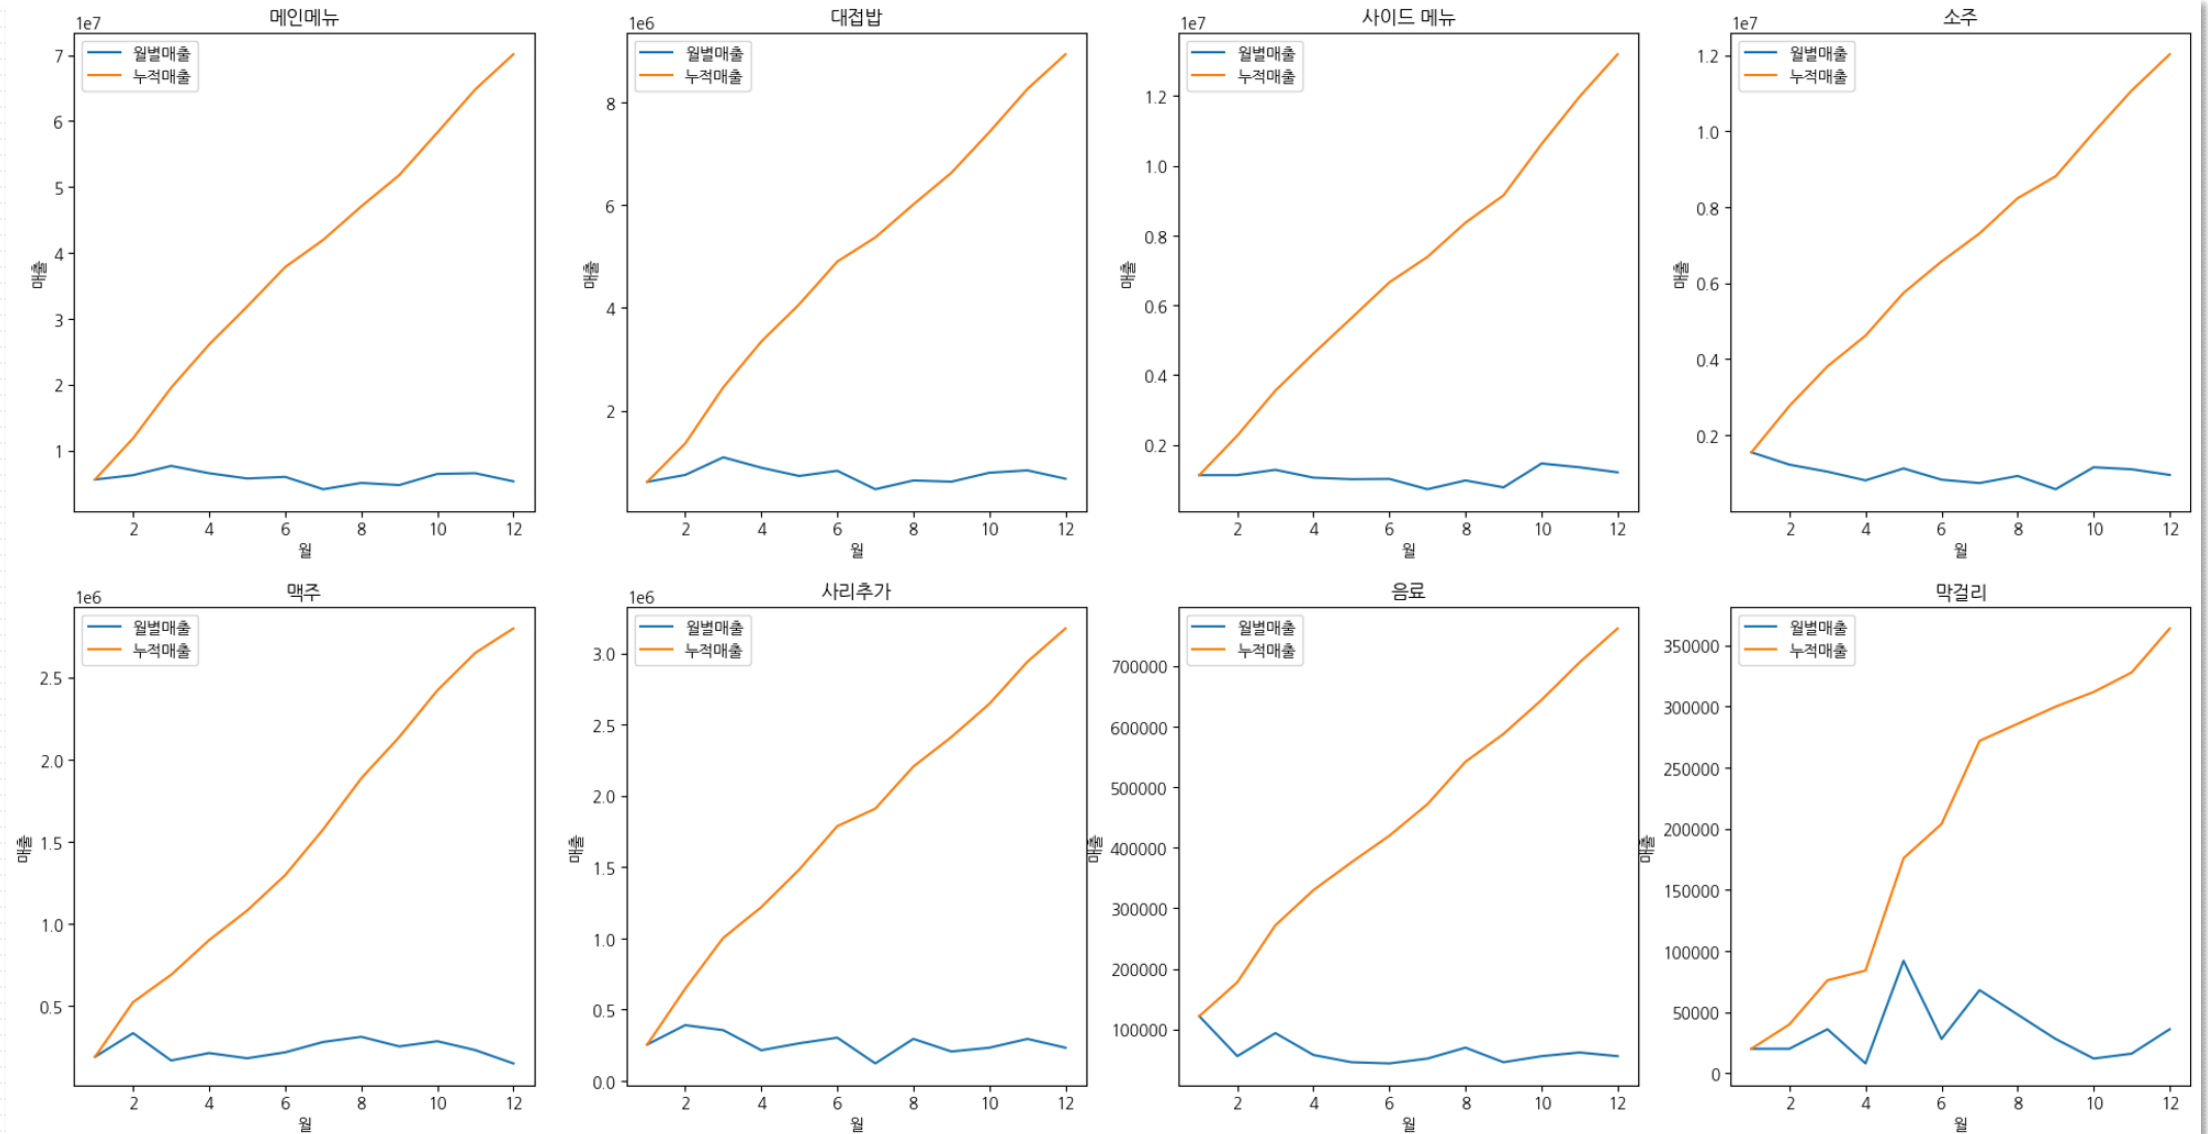 메인메뉴
1e7
월별매출
누적매출
7
6
5
4
3
2
1
매출
2 4 6 8 10 12
월
대접밥
1e6
월별매출
누적매출
8
6
4
2
매출
2 4 6 8 10 12
월
사이드 메뉴
1e7
월별매출
누적매출
1.2
1.0
0.8
0.6
0.4
0.2
매출
2 4 6 8 10 12
월
소주
1e7
월별매출
누적매출
1.2
1.0
0.8
0.6
0.4
0.2
매출
2 4 6 8 10 12
월
맥주
1e6
월별매출
누적매출
2.5
2.0
1.5
1.0
0.5
매출
2 4 6 8 10 12
월
사리추가
1e6
월별매출
누적매출
3.0
2.5
2.0
1.5
1.0
0.5
0.0
매출
2 4 6 8 10 12
월
음료
월별매출
누적매출
700000
600000
500000
400000
300000
200000
100000
매출
2 4 6 8 10 12
월
막걸리
월별매출
누적매출
350000
300000
250000
200000
150000
100000
50000
0
매출
2 4 6 8 10 12
월